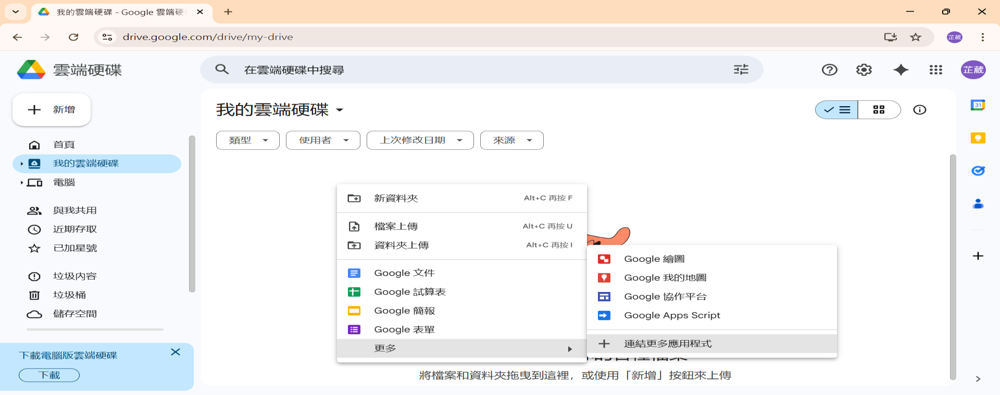 我的雲端硬碟 - Google 雲端硬
drive.google.com/drive/my-drive
芷葳
雲端硬碟
在雲端硬碟中搜尋
芷葳
新增
我的雲端硬碟
31
類型
使用者
上次修改日期
來源
首頁
我的雲端硬碟
電腦
與我共用
近期存取
已加星號
垃圾內容
垃圾桶
儲存空間
下載電腦版雲端硬碟
下載
新資料夾 Alt+C 再按 F
檔案上傳 Alt+C 再按 U
資料夾上傳 Alt+C 再按 I
Google 文件
Google 試算表
Google 簡報
Google 表單
更多
Google 繪圖
Google 我的地圖
Google 協作平台
Google Apps Script
連結更多應用程式
將檔案和資料夾拖曳到這裡，或使用「新增」按鈕來上傳